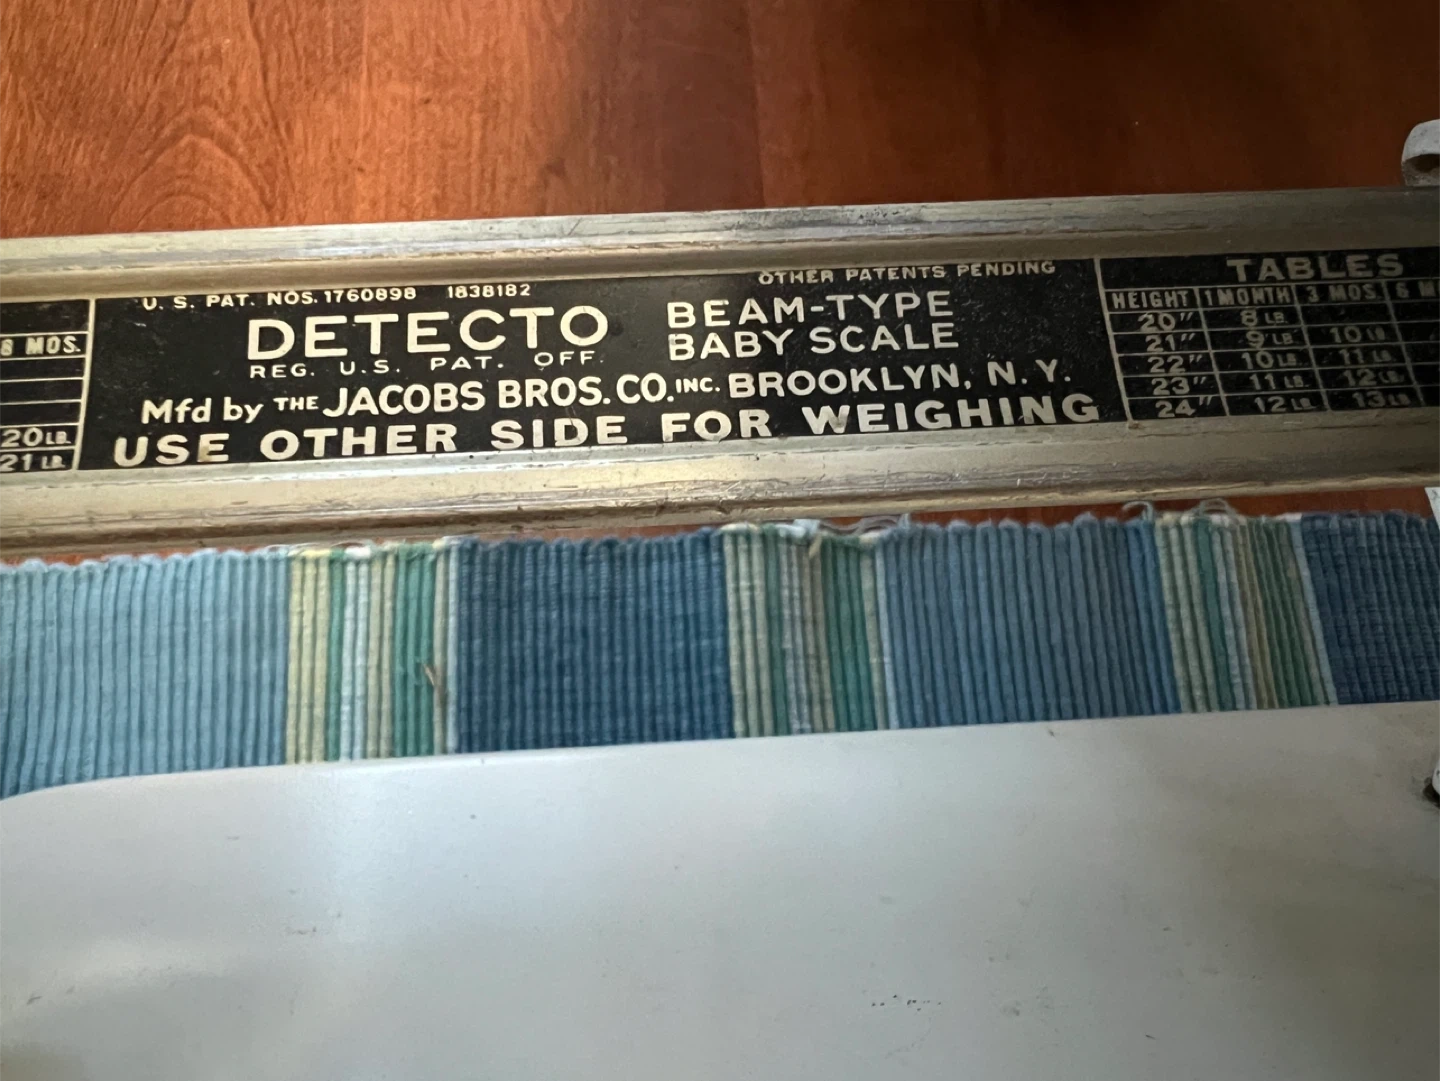 8 MOS.
20 LB.
21 LB.
U. S. PAT. NOS. 1760898 1838182
DETECTO
REG. U.S. PAT. OFF.
OTHER PATENTS PENDING
BEAM-TYPE
BABY SCALE
Mfd by THE JACOBS BROS. CO. INC. BROOKLYN, N. Y.
USE OTHER SIDE FOR WEIGHING
TABLES
HEIGHT 1 MONTH 3 MOS. 6
20" 8 LB.
21" 9 LB. 10 LB.
22" 10 LB. 11 LB.
23" 11 LB. 12 LB.
24" 12 LB. 13 LB.